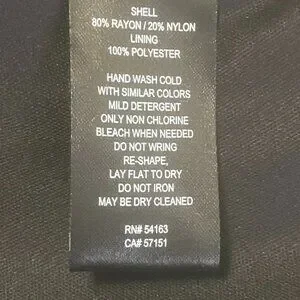 SHELL
80% RAYON / 20% NYLON
LINING
100% POLYESTER
HAND WASH COLD
WITH SIMILAR COLORS
MILD DETERGENT
ONLY NON CHLORINE
BLEACH WHEN NEEDED
DO NOT WRING
RE-SHAPE,
LAY FLAT TO DRY
DO NOT IRON
MAY BE DRY CLEANED
RN# 54163
CA# 57151